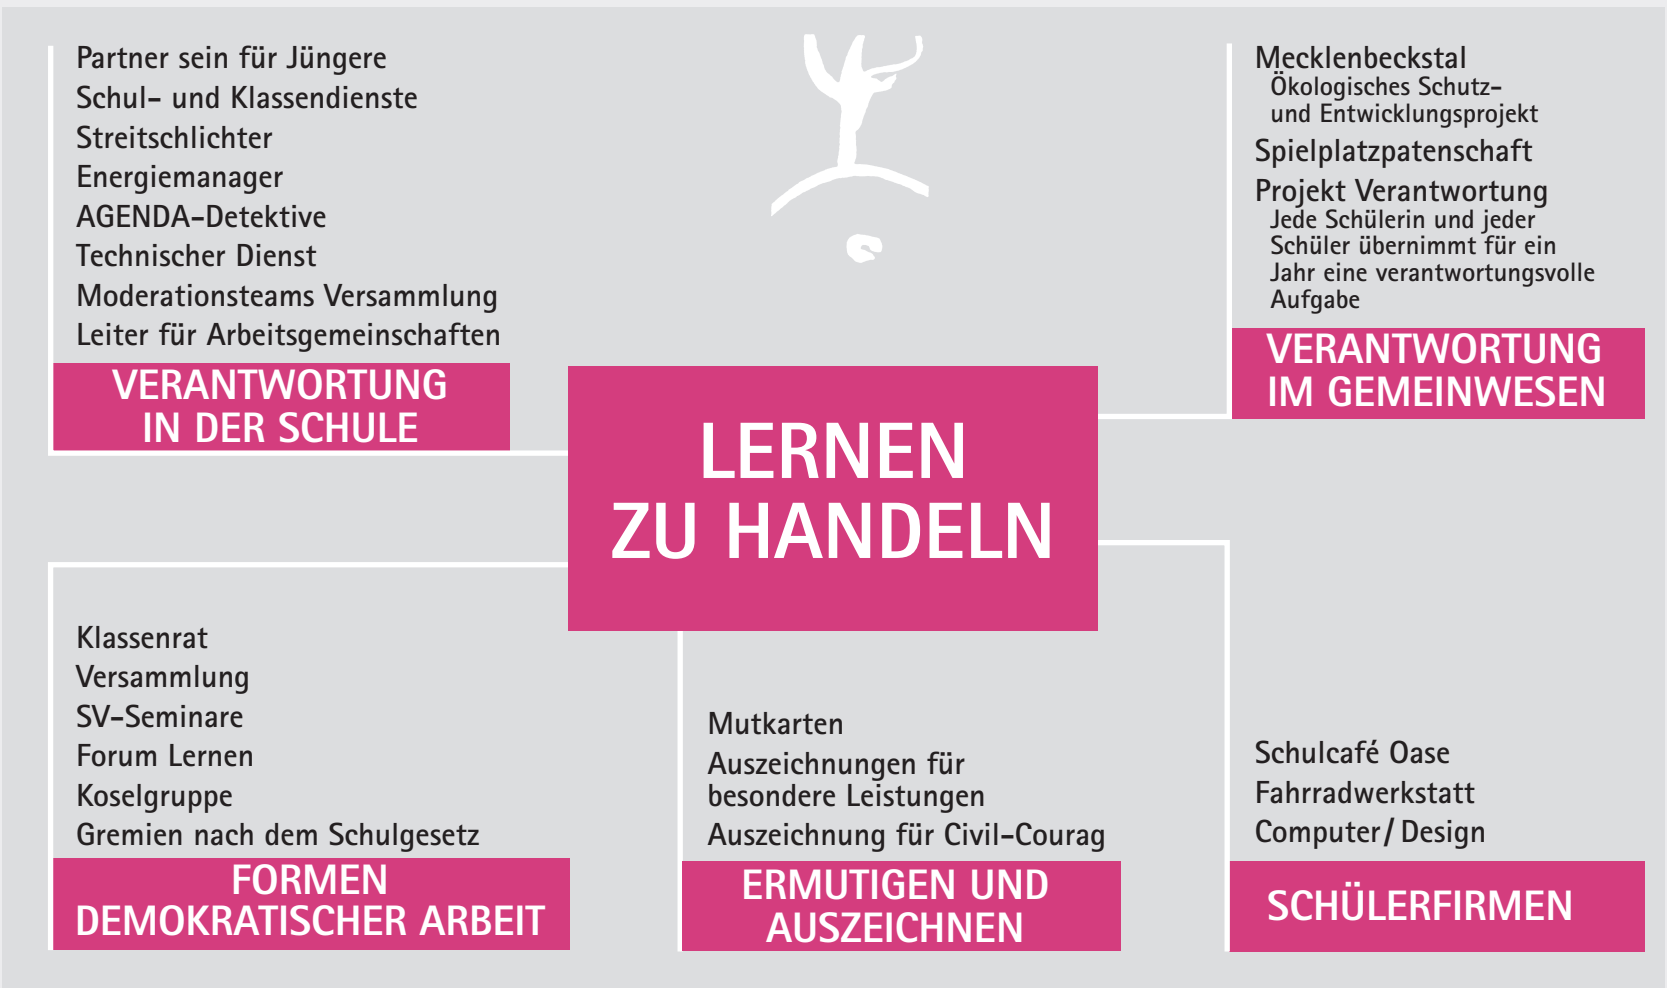 Partner sein für Jüngere
Schul- und Klassendienste
Streitschlichter
Energiemanager
AGENDA-Detektive
Technischer Dienst
Moderationsteams Versammlung
Leiter für Arbeitsgemeinschaften
VERANTWORTUNG
IN DER SCHULE
Mecklenbeckstal
Ökologisches Schutz-
und Entwicklungsprojekt
Spielplatzpatenschaft
Projekt Verantwortung
Jede Schülerin und jeder
Schüler übernimmt für ein
Jahr eine verantwortungsvolle
Aufgabe
VERANTWORTUNG
IM GEMEINWESEN
LERNEN
ZU HANDELN
Klassenrat
Versammlung
SV-Seminare
Forum Lernen
Koselgruppe
Gremien nach dem Schulgesetz
FORMEN
DEMOKRATISCHER ARBEIT
Mutkarten
Auszeichnungen für
besondere Leistungen
Auszeichnung für Civil-Courag
ERMUTIGEN UND
AUSZEICHNEN
Schulcafé Oase
Fahrradwerkstatt
Computer/Design
SCHÜLERFIRMEN